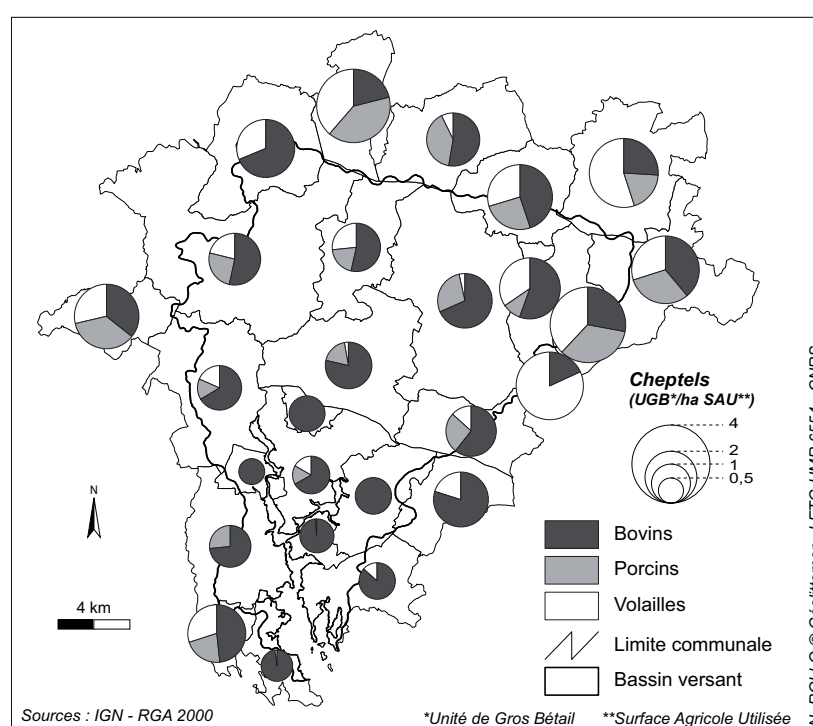 Cheptels
(UGB*/ha SAU**)
4
2
1
0,5
N
Bovins
Porcins
Volailles
4 km
Limite communale
Bassin versant
Sources : IGN - RGA 2000
*Unité de Gros Bétail **Surface Agricole Utilisée